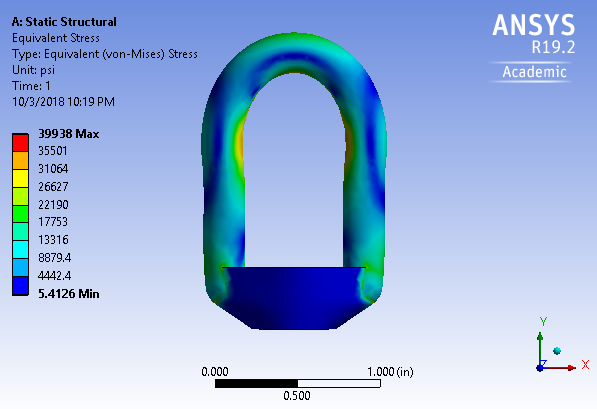 A: Static Structural
Equivalent Stress
Type: Equivalent (von-Mises) Stress
Unit: psi
Time: 1
10/3/2018 10:19 PM
ANSYS
R19.2
Academic
39938 Max
35501
31064
26627
22190
17753
13316
8879.4
4442.4
5.4126 Min
0.000
1.000 (in)
0.500
Y
Z
X